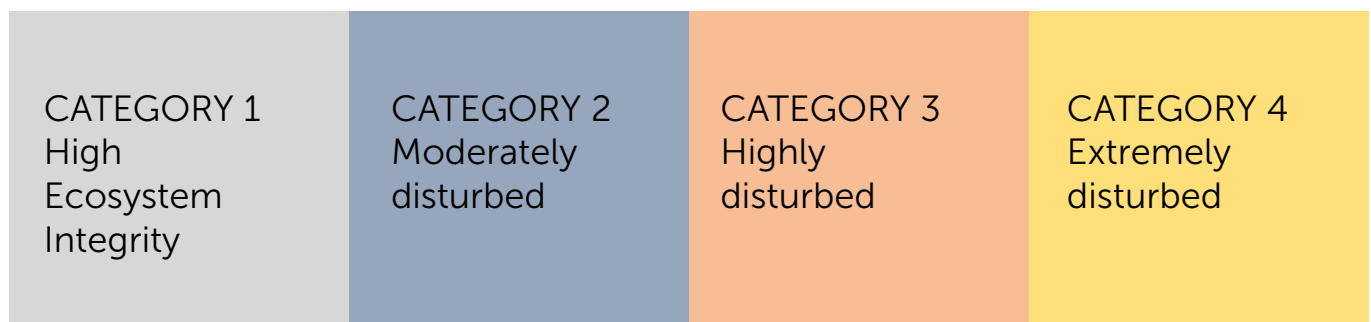 CATEGORY 1
High
Ecosystem
Integrity
CATEGORY 2
Moderately
disturbed
CATEGORY 3
Highly
disturbed
CATEGORY 4
Extremely
disturbed